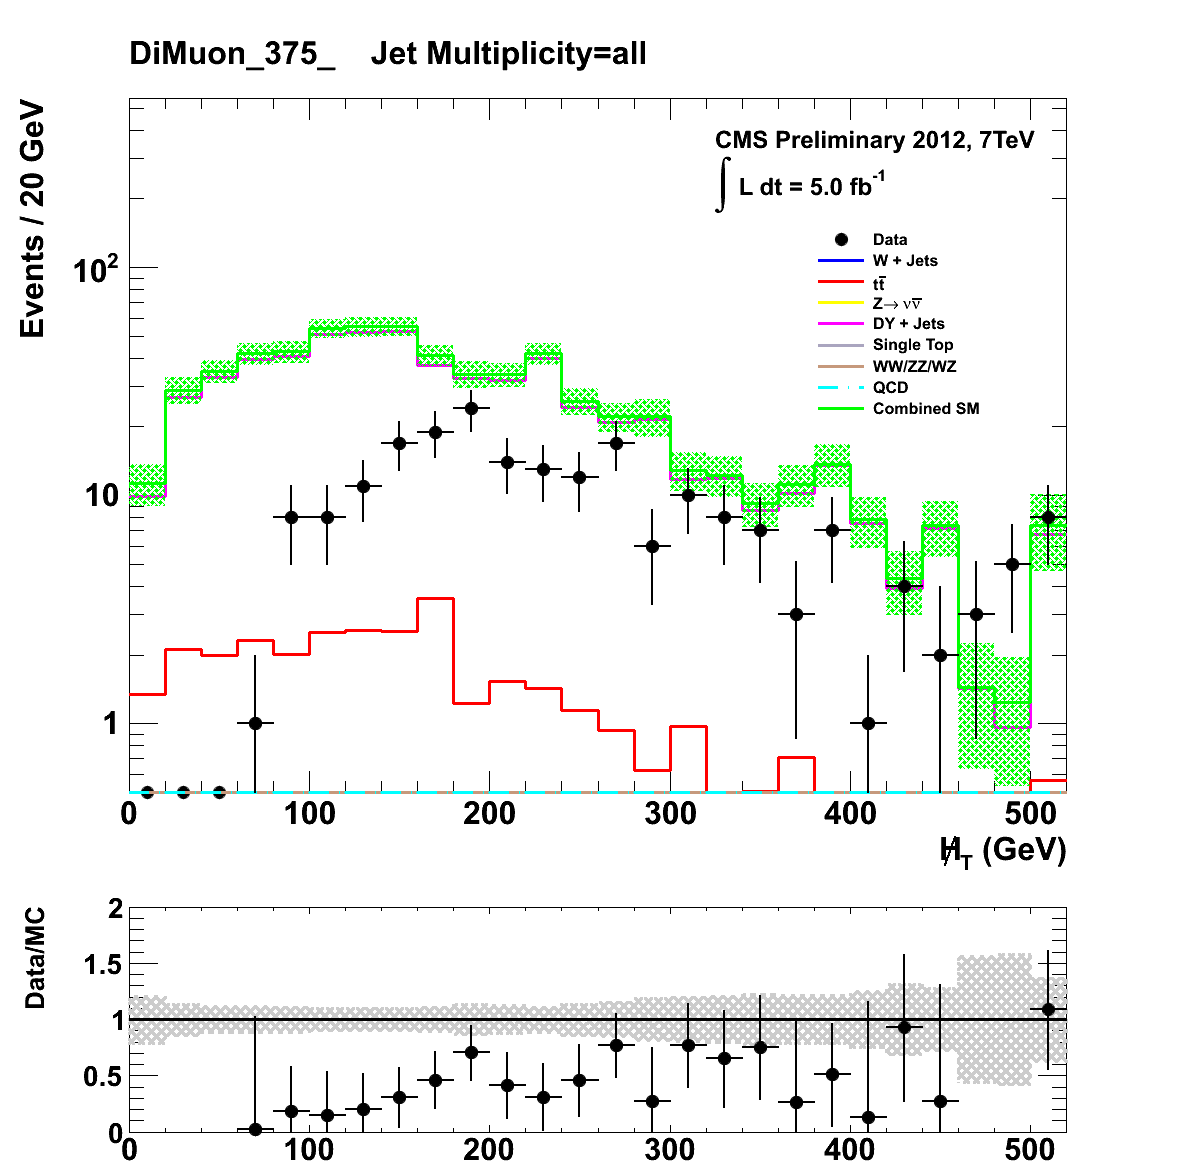 DiMuon_375_ Jet Multiplicity=all
Events / 20 GeV
CMS Preliminary 2012, 7TeV
∫ L dt = 5.0 fb⁻¹
Data
W + Jets
tt̅
Z→ νν̅
DY + Jets
Single Top
WW/ZZ/WZ
QCD
Combined SM
10²
10
1
0 100 200 300 400 500
H̸_T (GeV)
Data/MC
2
1.5
1
0.5
0
0 100 200 300 400 500